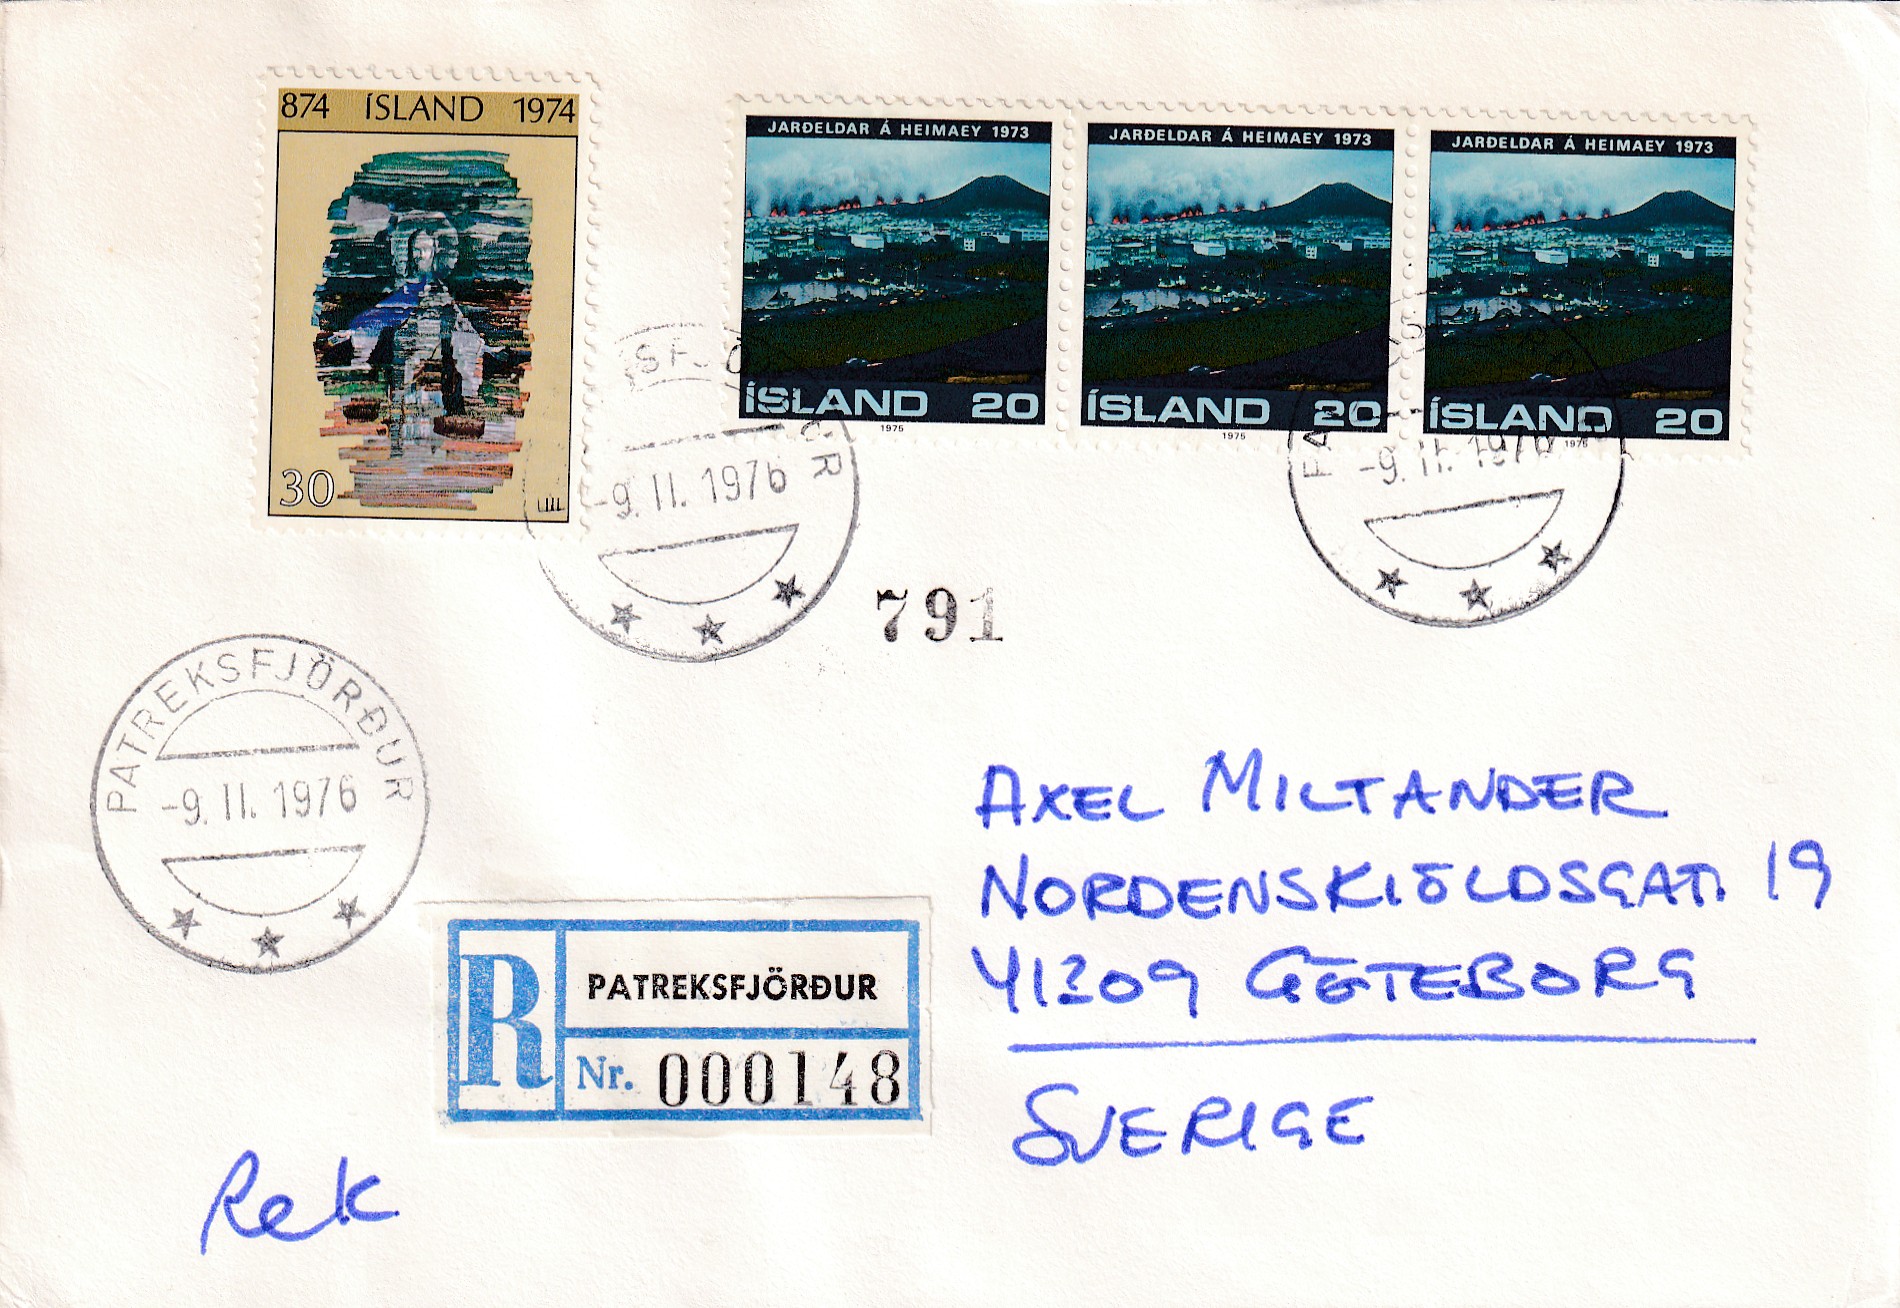 874 ÍSLAND 1974
30
JARÐELDAR Á HEIMAEY 1973
ÍSLAND 20
1975
JARÐELDAR Á HEIMAEY 1973
ÍSLAND 20
1975
JARÐELDAR Á HEIMAEY 1973
ÍSLAND 20
1975
-9. II. 1976
-9. II. 1976
791
PATREKSFJÖRÐUR
-9. II. 1976
AXEL MILTANDER
NORDENSKIÖLDSGAT. 19
41309 GÖTEBORG
SVERIGE
R
PATREKSFJÖRÐUR
Nr. 000148
Rek